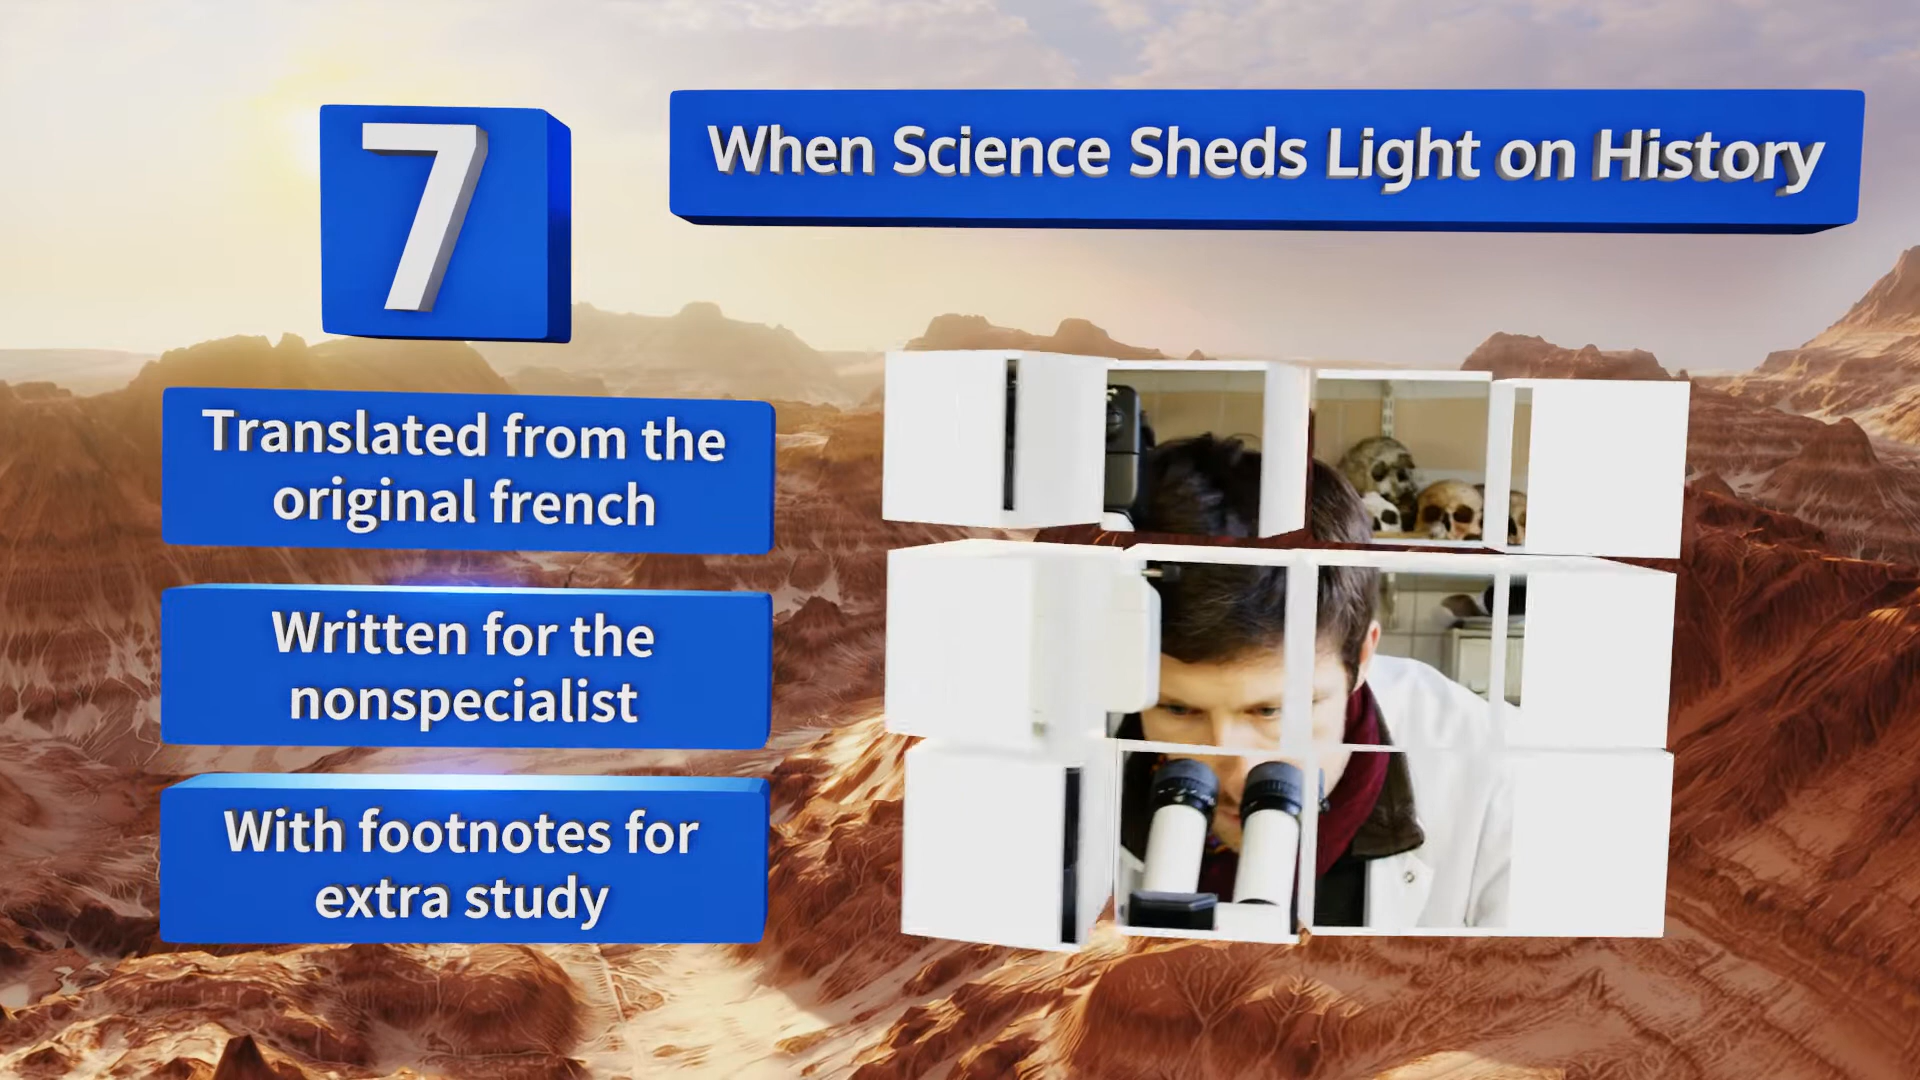 7
When Science Sheds Light on History
Translated from the
original french
Written for the
nonspecialist
With footnotes for
extra study